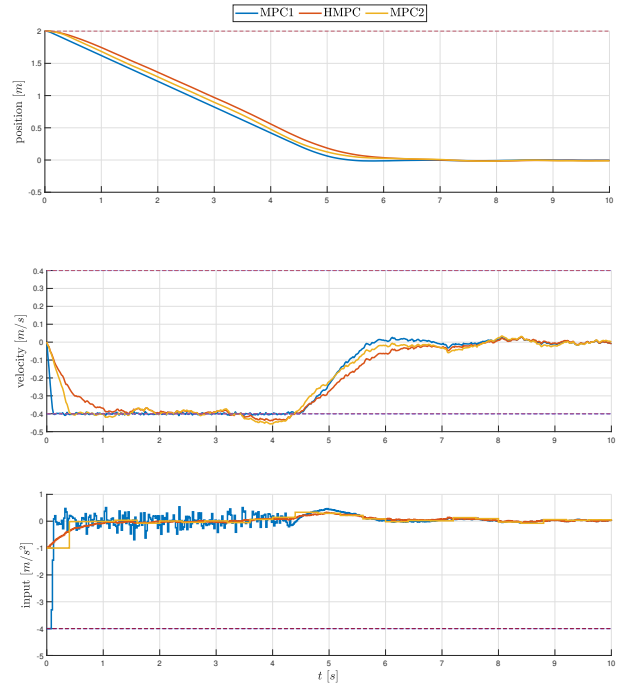 MPC1 HMPC MPC2
position [m]
2
1.5
1
0.5
0
-0.5
0 1 2 3 4 5 6 7 8 9 10
velocity [m/s]
0.4
0.3
0.2
0.1
0
-0.1
-0.2
-0.3
-0.4
-0.5
0 1 2 3 4 5 6 7 8 9 10
input [m/s²]
1
0
-1
-2
-3
-4
-5
0 1 2 3 4 5 6 7 8 9 10
t [s]